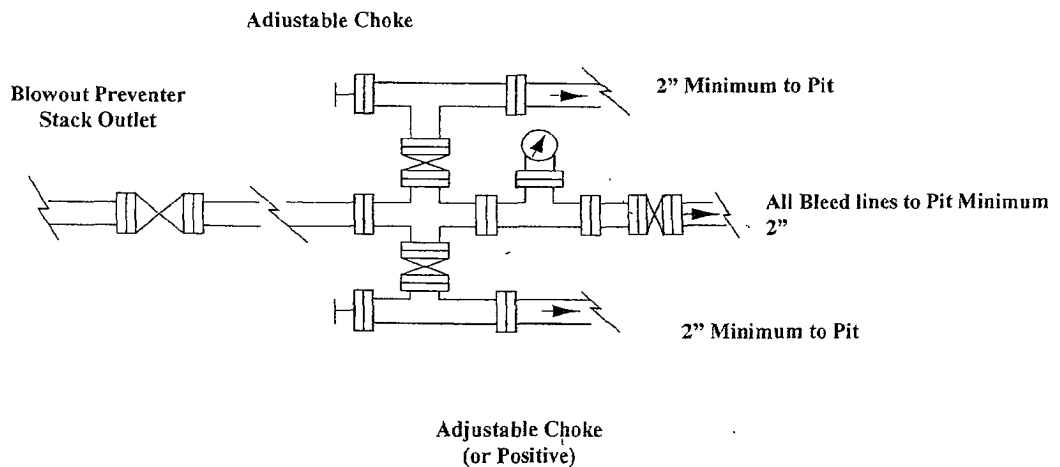 Adiustable Choke
2” Minimum to Pit
Blowout Preventer
Stack Outlet
All Bleed lines to Pit Minimum
2”
2” Minimum to Pit
Adjustable Choke
(or Positive)